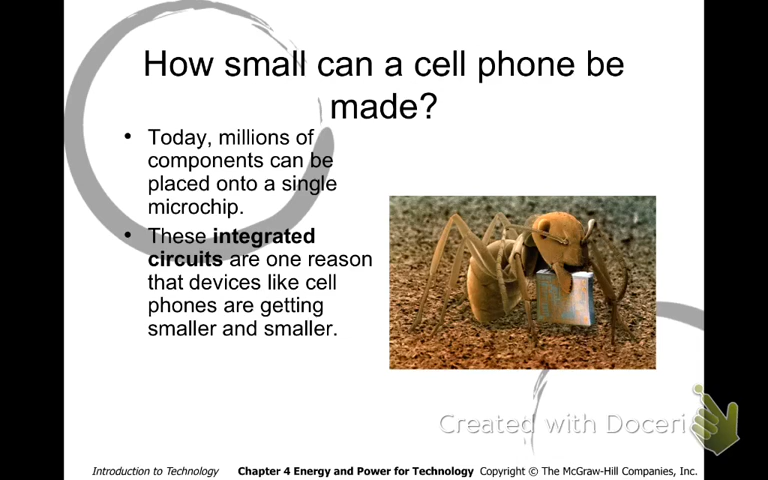 How small can a cell phone be
made?
• Today, millions of
components can be
placed onto a single
microchip.
• These integrated
circuits are one reason
that devices like cell
phones are getting
smaller and smaller.
Created with Doceri
Introduction to Technology Chapter 4 Energy and Power for Technology Copyright © The McGraw-Hill Companies, Inc.